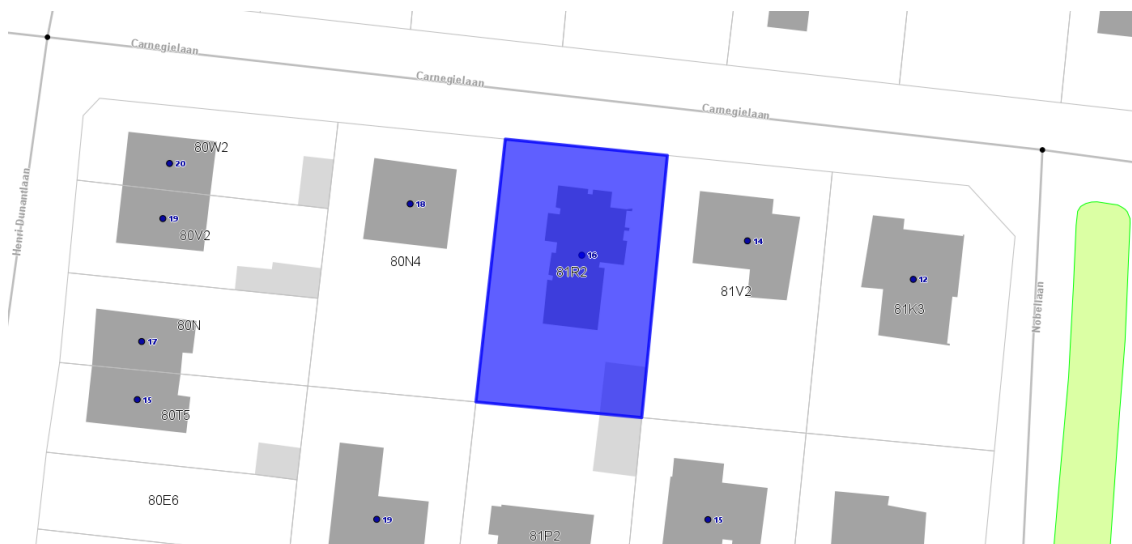 Carnegielaan
Carnegielaan
Carnegielaan
80W2
20
19
80V2
18
80N4
16
81R2
14
81V2
12
81K3
Henri-Dunantlaan
Nobellaan
80N
17
15
80T5
80E6
19
81P2
15